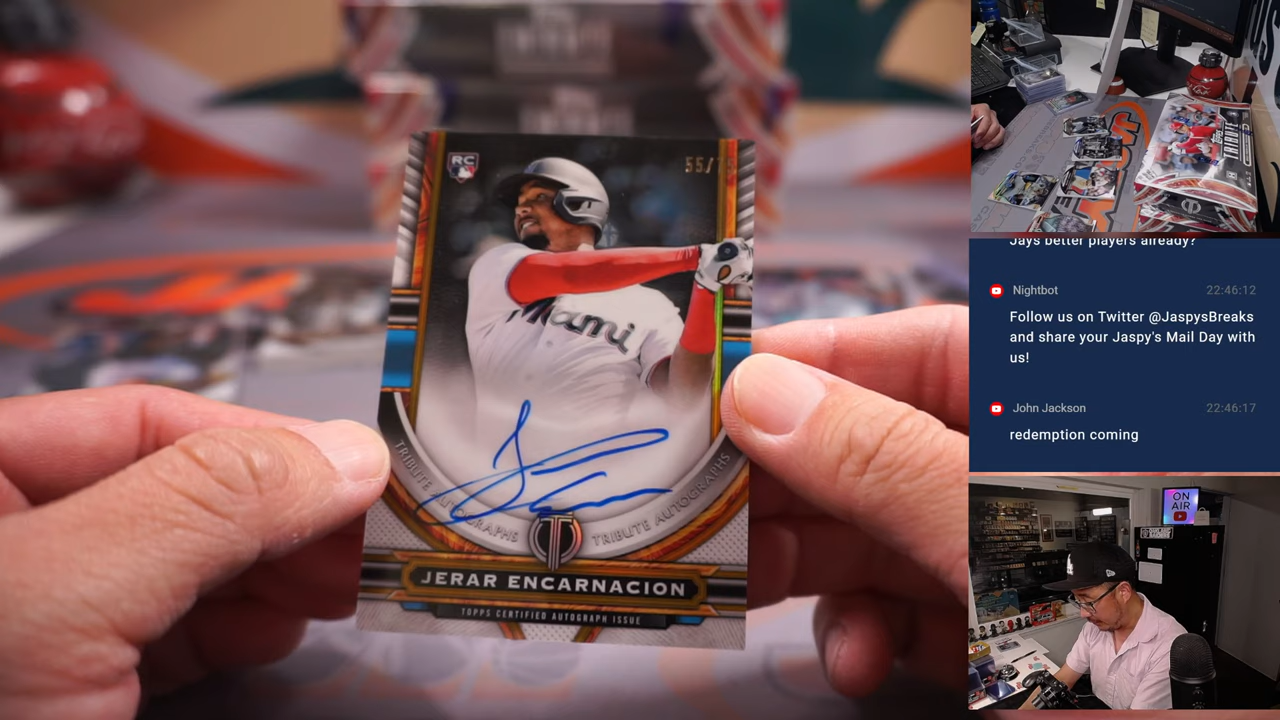 RC
55/75
Miami
TRIBUTE AUTOGRAPHS TRIBUTE AUTOGRAPHS
T
JERAR ENCARNACION
TOPPS CERTIFIED AUTOGRAPH ISSUE
TRIBUTE
Jays better players already?
Nightbot 22:46:12
Follow us on Twitter @JaspysBreaks
and share your Jaspy's Mail Day with
us!
John Jackson 22:46:17
redemption coming
ON
AIR